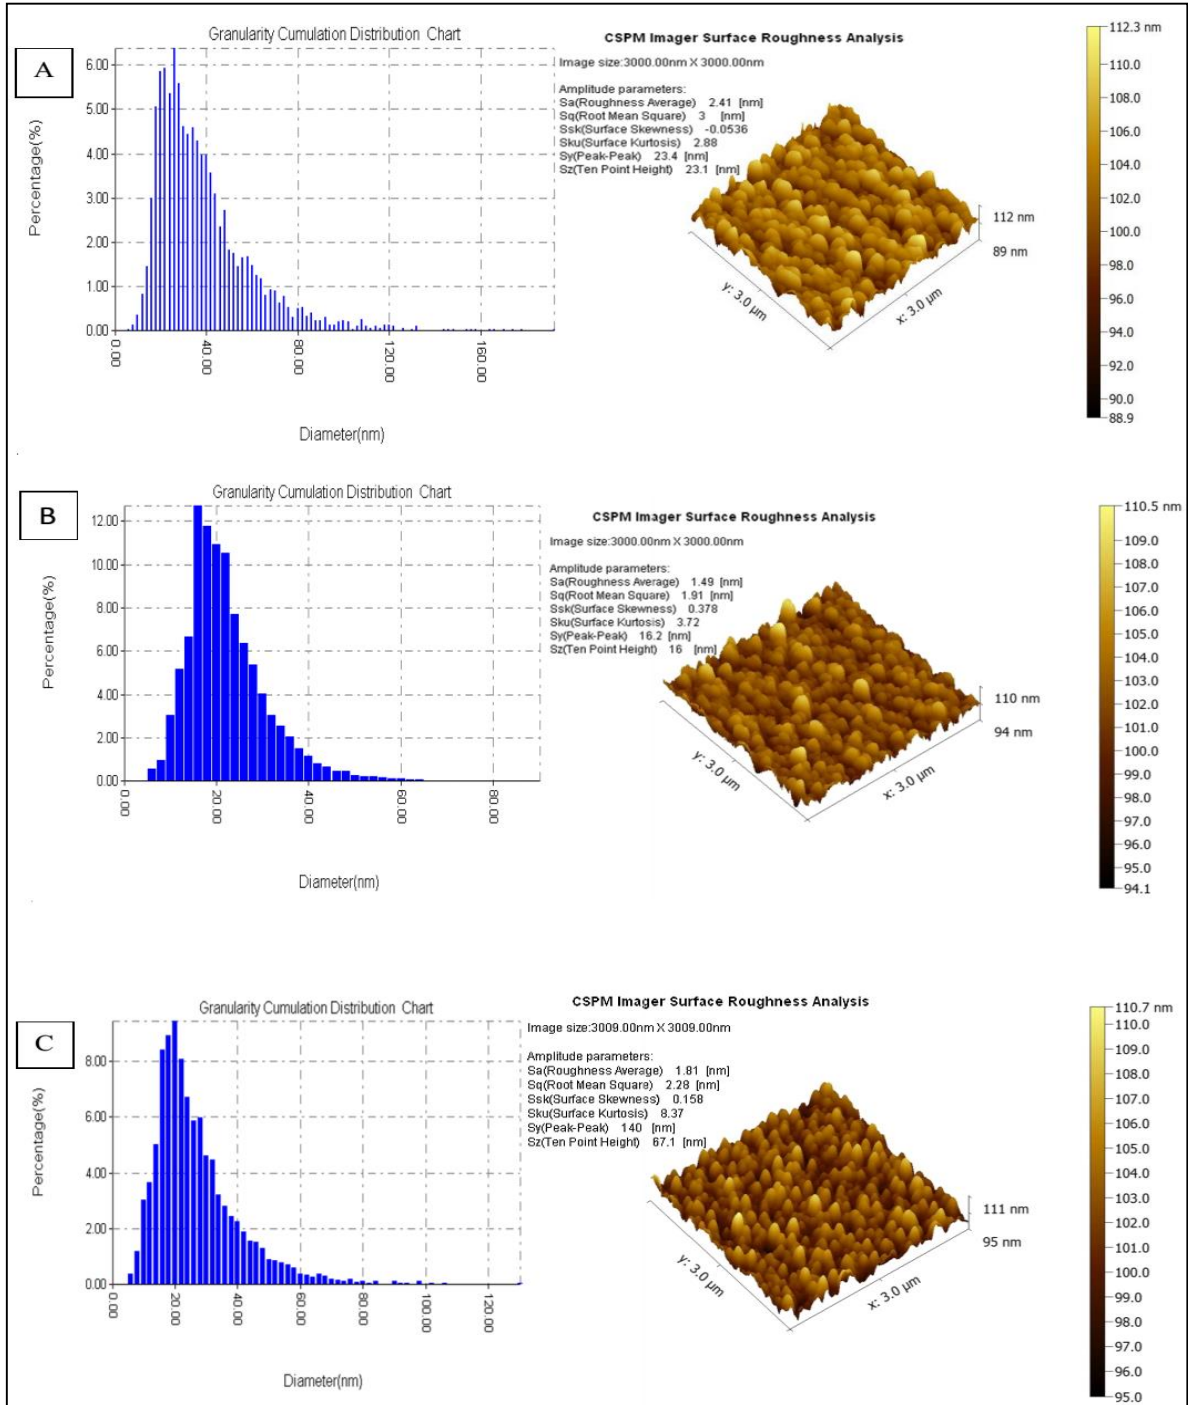 A
Granularity Cumulation Distribution Chart
Percentage(%)
6.00
5.00
4.00
3.00
2.00
1.00
0.00
0.00
40.00
80.00
120.00
160.00
Diameter(nm)
CSPM Imager Surface Roughness Analysis
Image size:3000.00nm X 3000.00nm
Amplitude parameters:
Sa(Roughness Average) 2.41 [nm]
Sq(Root Mean Square) 3 [nm]
Ssk(Surface Skewness) -0.0536
Sku(Surface Kurtosis) 2.88
Sy(Peak-Peak) 23.4 [nm]
Sz(Ten Point Height) 23.1 [nm]
112 nm
89 nm
y: 3.0 µm
x: 3.0 µm
112.3 nm
110.0
108.0
106.0
104.0
102.0
100.0
98.0
96.0
94.0
92.0
90.0
88.9
B
Granularity Cumulation Distribution Chart
Percentage(%)
12.00
10.00
8.00
6.00
4.00
2.00
0.00
0.00
20.00
40.00
60.00
80.00
Diameter(nm)
CSPM Imager Surface Roughness Analysis
Image size:3000.00nm X 3000.00nm
Amplitude parameters:
Sa(Roughness Average) 1.49 [nm]
Sq(Root Mean Square) 1.91 [nm]
Ssk(Surface Skewness) 0.378
Sku(Surface Kurtosis) 3.72
Sy(Peak-Peak) 16.2 [nm]
Sz(Ten Point Height) 16 [nm]
110 nm
94 nm
y: 3.0 µm
x: 3.0 µm
110.5 nm
109.0
108.0
107.0
106.0
105.0
104.0
103.0
102.0
101.0
100.0
99.0
98.0
97.0
96.0
95.0
94.1
C
Granularity Cumulation Distribution Chart
Percentage(%)
8.00
6.00
4.00
2.00
0.00
0.00
20.00
40.00
60.00
80.00
100.00
120.00
Diameter(nm)
CSPM Imager Surface Roughness Analysis
Image size:3009.00nm X 3009.00nm
Amplitude parameters:
Sa(Roughness Average) 1.81 [nm]
Sq(Root Mean Square) 2.28 [nm]
Ssk(Surface Skewness) 0.158
Sku(Surface Kurtosis) 8.37
Sy(Peak-Peak) 140 [nm]
Sz(Ten Point Height) 67.1 [nm]
111 nm
95 nm
y: 3.0 µm
x: 3.0 µm
110.7 nm
110.0
109.0
108.0
107.0
106.0
105.0
104.0
103.0
102.0
101.0
100.0
99.0
98.0
97.0
96.0
95.0